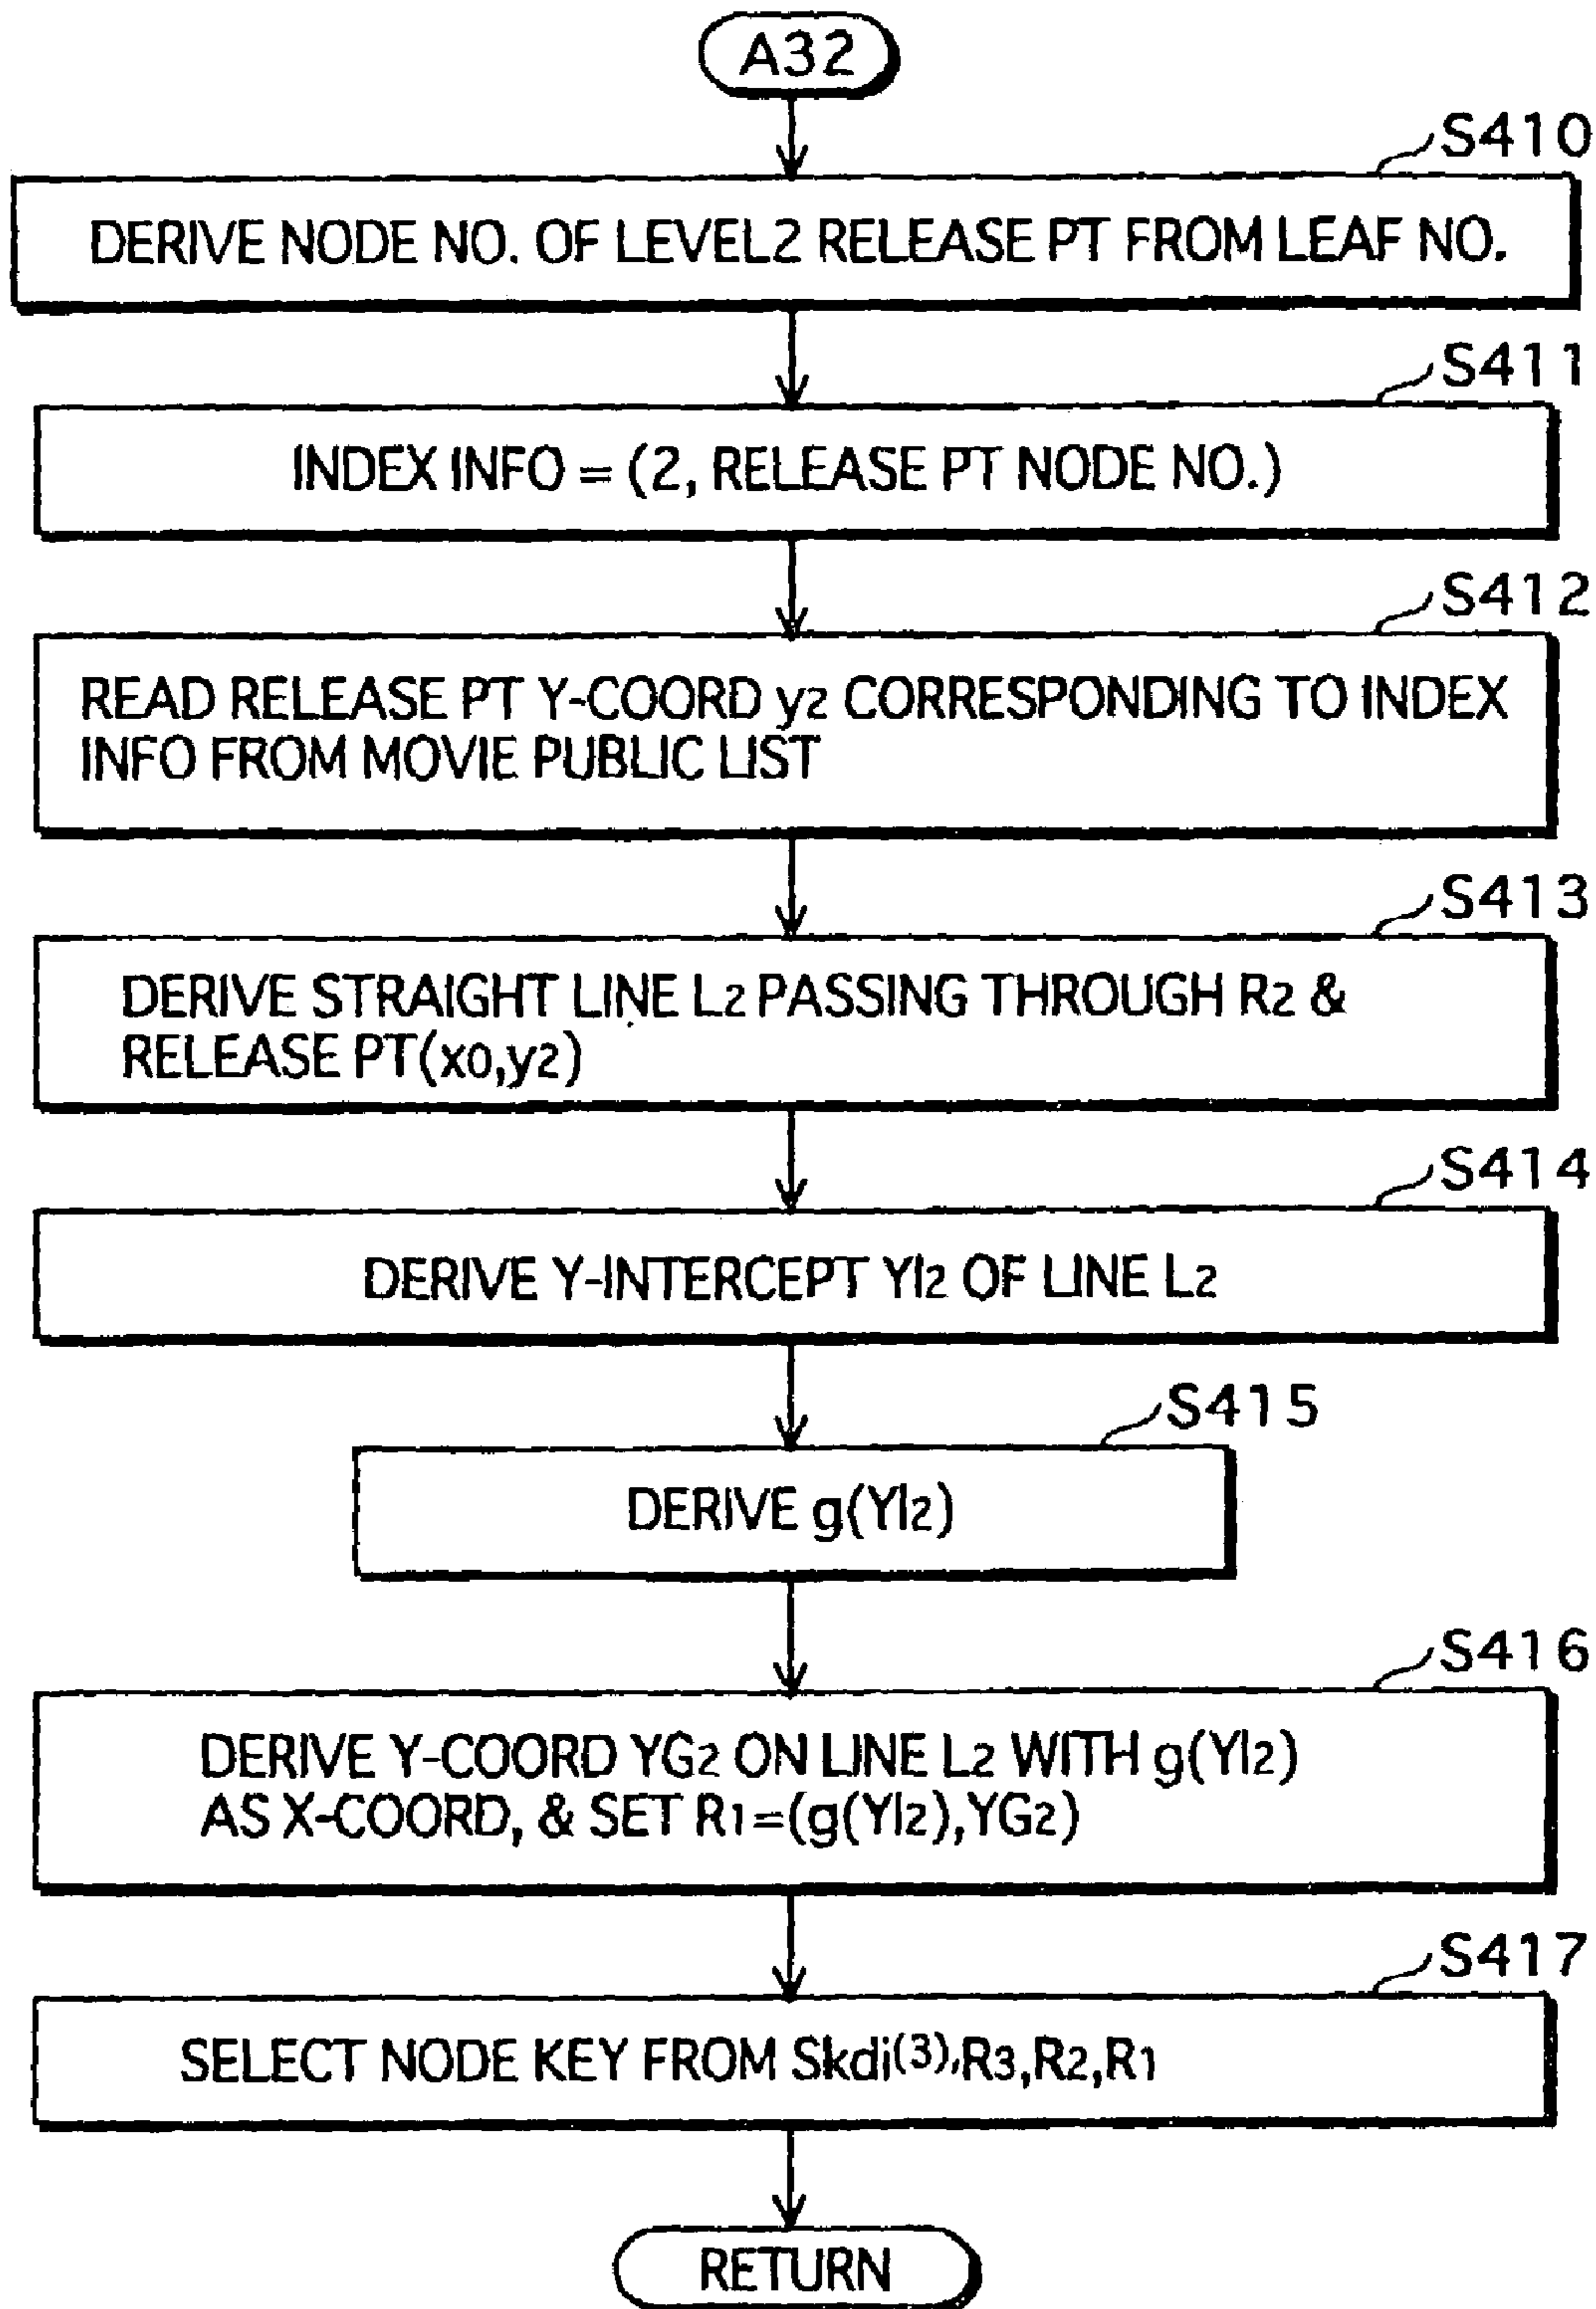 A32
S410
DERIVE NODE NO. OF LEVEL2 RELEASE PT FROM LEAF NO.
S411
INDEX INFO = (2, RELEASE PT NODE NO.)
S412
READ RELEASE PT Y-COORD y2 CORRESPONDING TO INDEX
INFO FROM MOVIE PUBLIC LIST
S413
DERIVE STRAIGHT LINE L2 PASSING THROUGH R2 &
RELEASE PT(x0,y2)
S414
DERIVE Y-INTERCEPT YI2 OF LINE L2
S415
DERIVE g(YI2)
S416
DERIVE Y-COORD YG2 ON LINE L2 WITH g(YI2)
AS X-COORD, & SET R1=(g(YI2),YG2)
S417
SELECT NODE KEY FROM Skdi(3),R3,R2,R1
RETURN